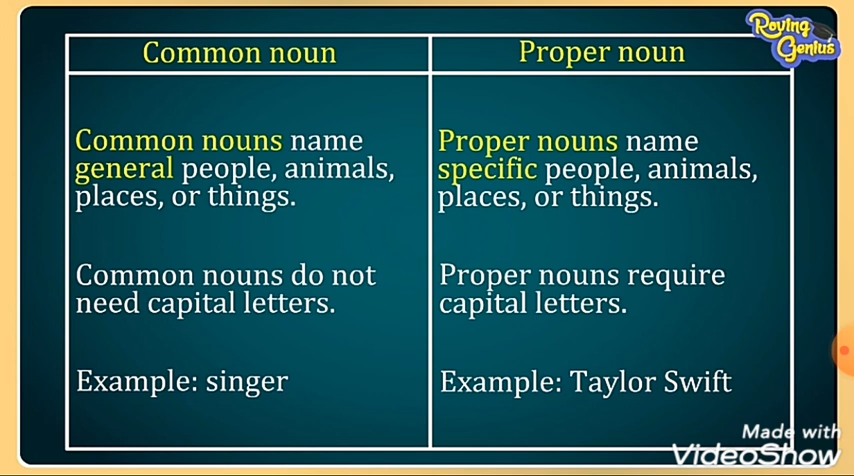 Roving
Genius
Common noun
Proper noun
Common nouns name
general people, animals,
places, or things.
Proper nouns name
specific people, animals,
places, or things.
Common nouns do not
need capital letters.
Proper nouns require
capital letters.
Example: singer
Example: Taylor Swift
Made with
VideoShow